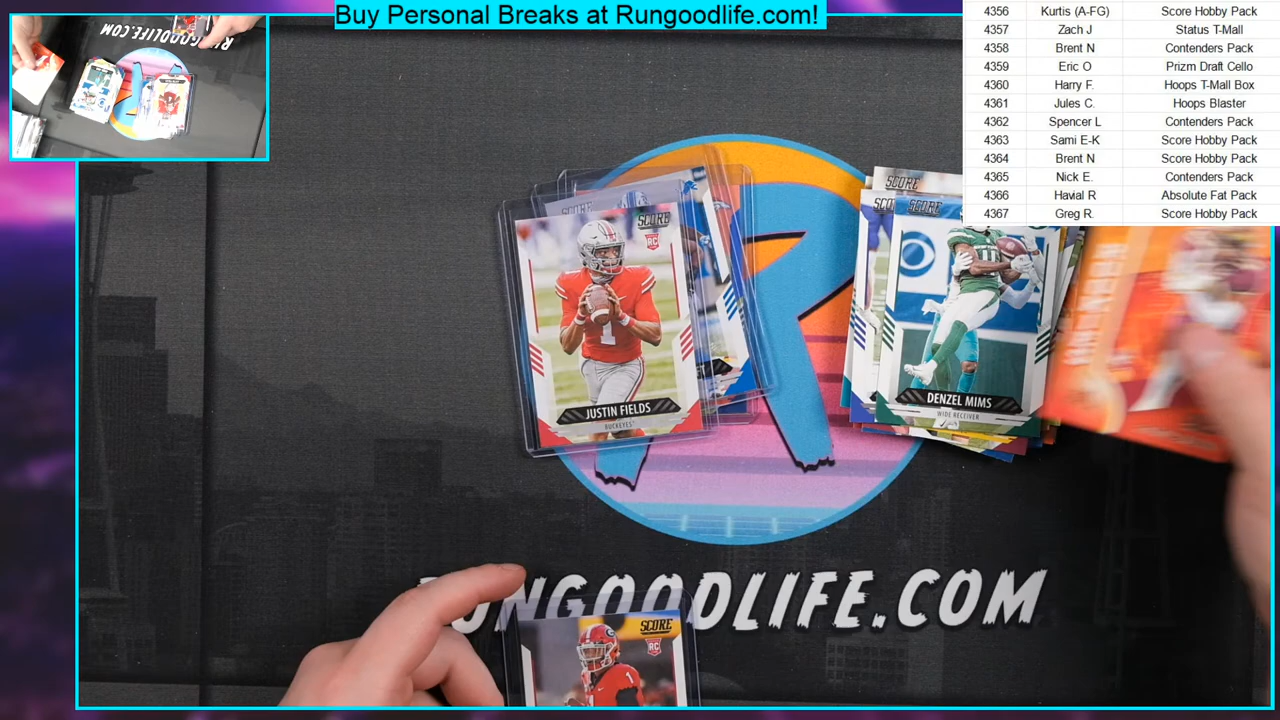 Buy Personal Breaks at Rungoodlife.com!
4356 Kurtis (A-FG) Score Hobby Pack
4357 Zach J Status T-Mall
4358 Brent N Contenders Pack
4359 Eric O Prizm Draft Cello
4360 Harry F. Hoops T-Mall Box
4361 Jules C. Hoops Blaster
4362 Spencer L Contenders Pack
4363 Sami E-K Score Hobby Pack
4364 Brent N Score Hobby Pack
4365 Nick E. Contenders Pack
4366 Havial R Absolute Fat Pack
4367 Greg R. Score Hobby Pack
SCORE
RC
1
JUSTIN FIELDS
BUCKEYES
SCORE
SCORE
DENZEL MIMS
WIDE RECEIVER
RUNGOODLIFE.COM
SCORE
RC
1